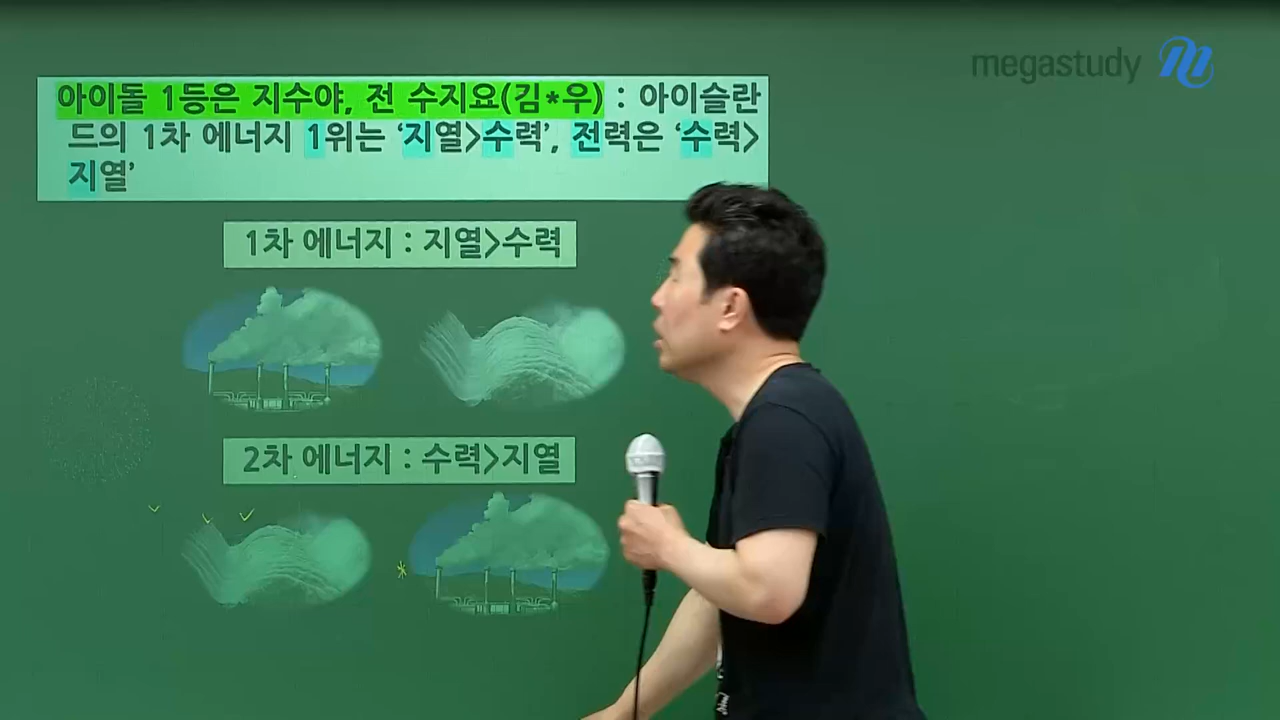 megastudy
아이돌 1등은 지수야, 전 수지요(김*우) : 아이슬란
드의 1차 에너지 1위는 ‘지열>수력’, 전력은 ‘수력>
지열’
1차 에너지 : 지열>수력
2차 에너지 : 수력>지열